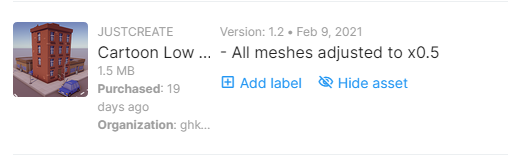 JUSTCREATE
Cartoon Low ...
1.5 MB
Purchased: 19
days ago
Organization: ghk...
Version: 1.2 • Feb 9, 2021
- All meshes adjusted to x0.5
Add label
Hide asset